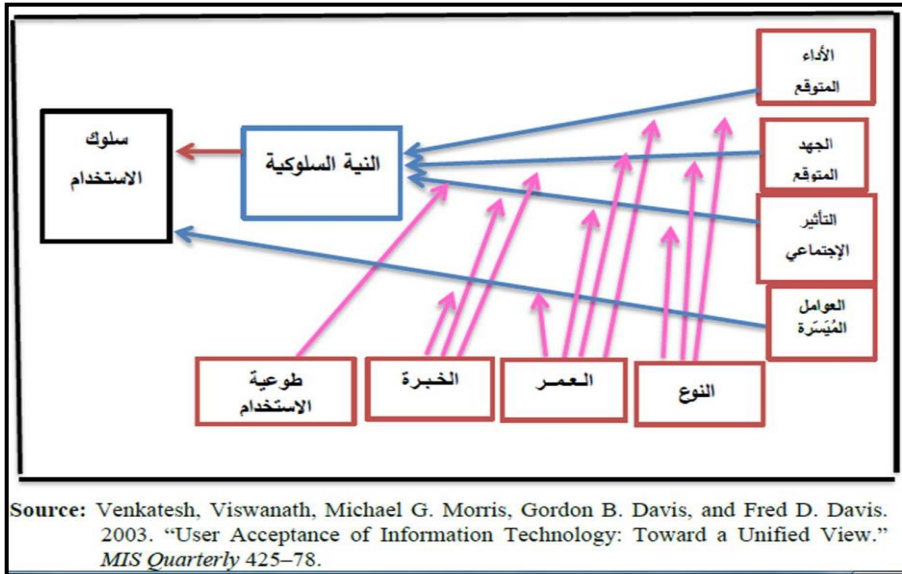 الأداء
المتوقع
الجهد
المتوقع
التأثير
الإجتماعي
العوامل
المُيَسَرة
النية السلوكية
سلوك
الاستخدام
النوع
العمـر
الخبـرة
طوعية
الاستخدام
Source: Venkatesh, Viswanath, Michael G. Morris, Gordon B. Davis, and Fred D. Davis.
2003. “User Acceptance of Information Technology: Toward a Unified View.”
MIS Quarterly 425–78.